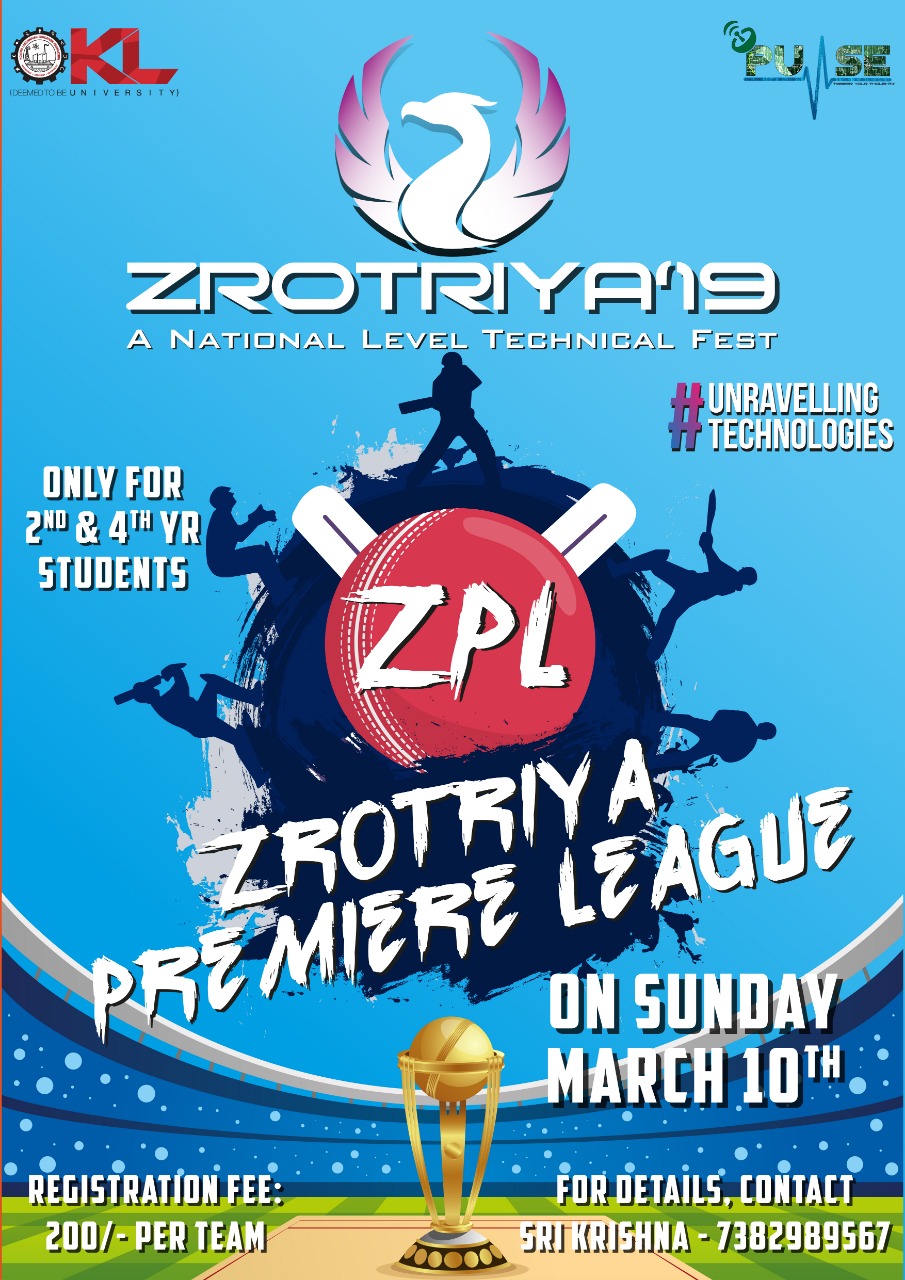 KL
(DEEMED TO BE UNIVERSITY)
PULSE
ZROTRIYA'19
A NATIONAL LEVEL TECHNICAL FEST
#UNRAVELLING
TECHNOLOGIES
ONLY FOR
2ND & 4TH YR
STUDENTS
ZPL
ZROTRIYA
PREMIERE LEAGUE
ON SUNDAY
MARCH 10TH
REGISTRATION FEE:
200/- PER TEAM
FOR DETAILS, CONTACT
SRI KRISHNA - 7382989567